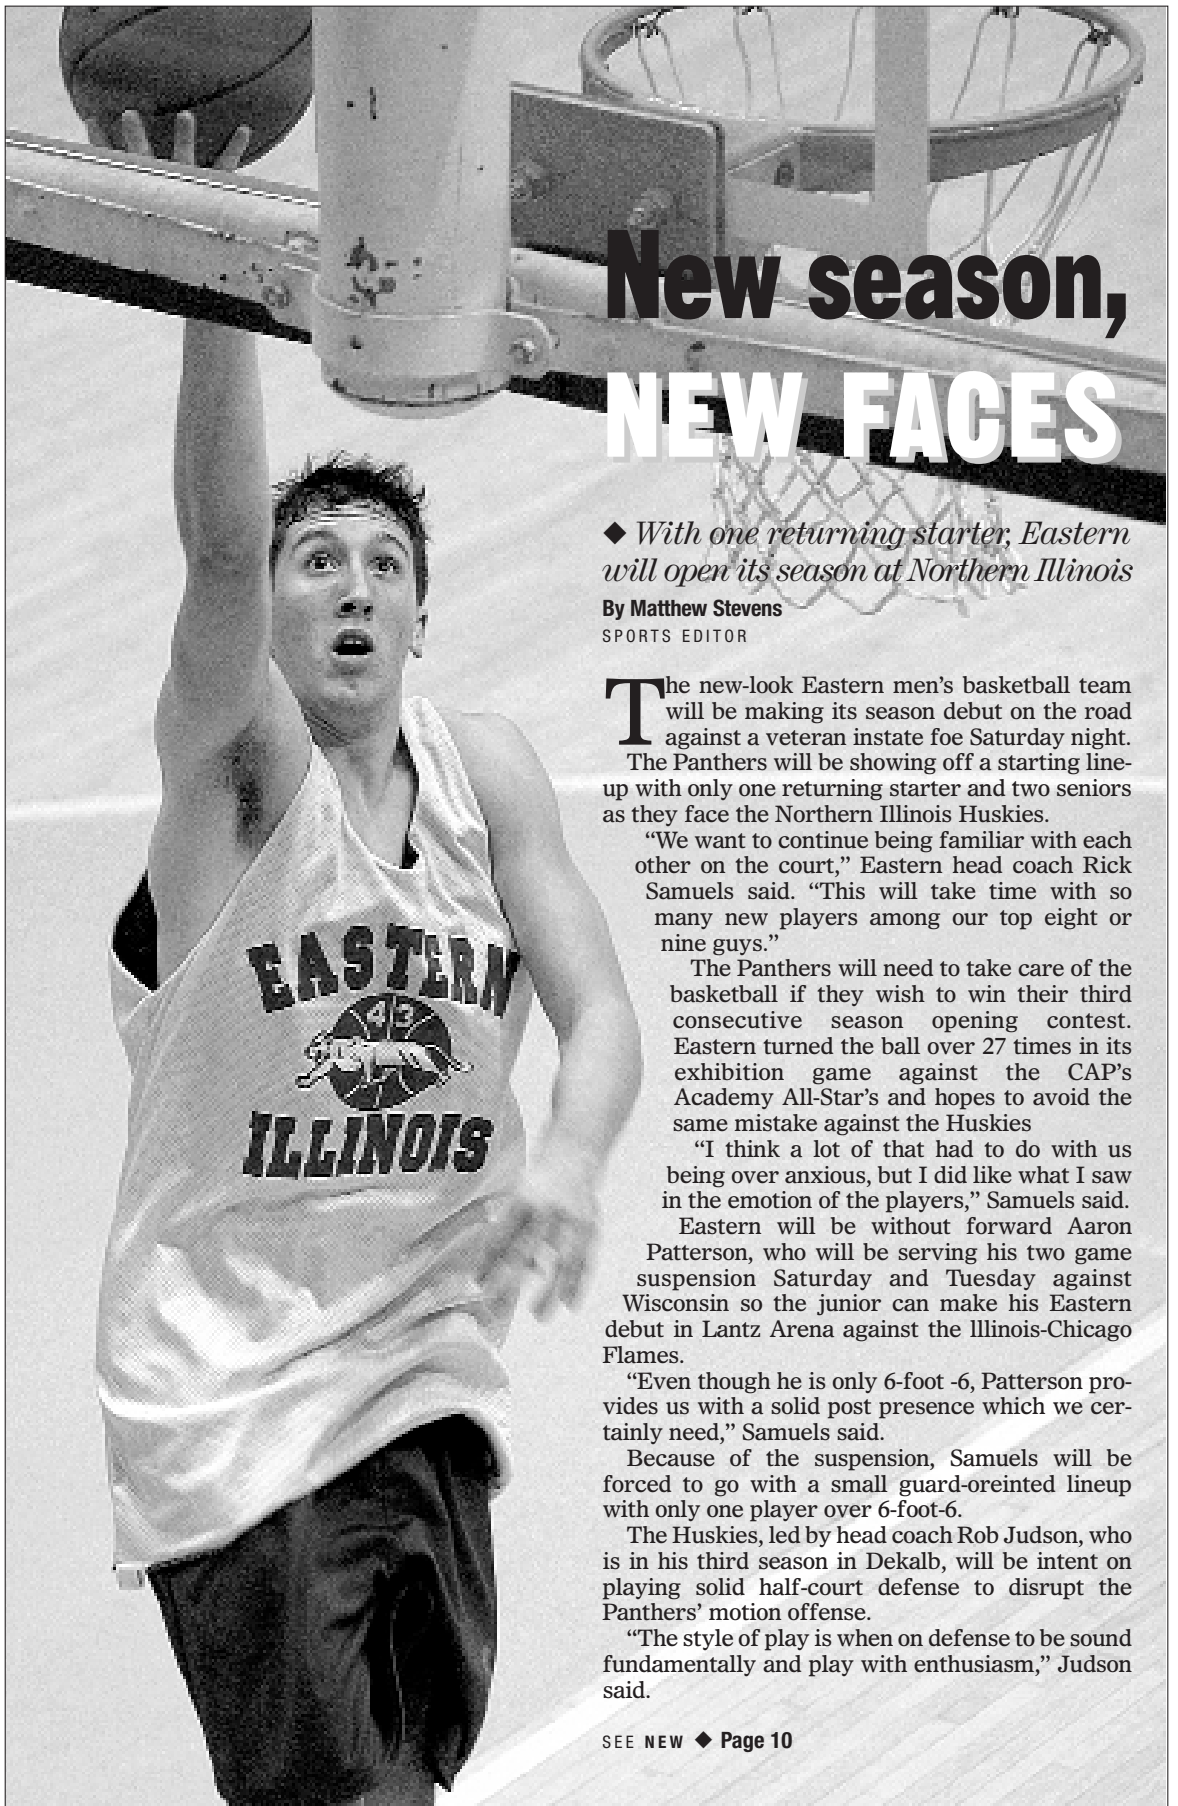 New season,
NEW FACES
◆ With one returning starter, Eastern
will open its season at Northern Illinois
By Matthew Stevens
SPORTS EDITOR
The new-look Eastern men’s basketball team
will be making its season debut on the road
against a veteran instate foe Saturday night.
The Panthers will be showing off a starting line-
up with only one returning starter and two seniors
as they face the Northern Illinois Huskies.
“We want to continue being familiar with each
other on the court,” Eastern head coach Rick
Samuels said. “This will take time with so
many new players among our top eight or
nine guys.”
The Panthers will need to take care of the
basketball if they wish to win their third
consecutive season opening contest.
Eastern turned the ball over 27 times in its
exhibition game against the CAP’s
Academy All-Star’s and hopes to avoid the
same mistake against the Huskies
“I think a lot of that had to do with us
being over anxious, but I did like what I saw
in the emotion of the players,” Samuels said.
Eastern will be without forward Aaron
Patterson, who will be serving his two game
suspension Saturday and Tuesday against
Wisconsin so the junior can make his Eastern
debut in Lantz Arena against the Illinois-Chicago
Flames.
“Even though he is only 6-foot -6, Patterson pro-
vides us with a solid post presence which we cer-
tainly need,” Samuels said.
Because of the suspension, Samuels will be
forced to go with a small guard-oreinted lineup
with only one player over 6-foot-6.
The Huskies, led by head coach Rob Judson, who
is in his third season in Dekalb, will be intent on
playing solid half-court defense to disrupt the
Panthers’ motion offense.
“The style of play is when on defense to be sound
fundamentally and play with enthusiasm,” Judson
said.
SEE NEW ◆ Page 10
EASTERN
43
ILLINOIS